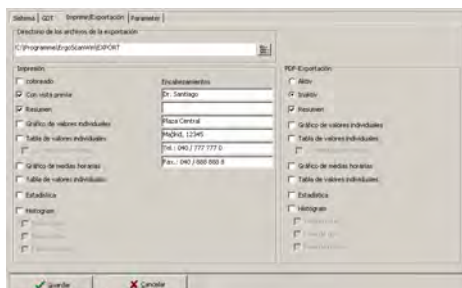 Sistema | GDT | Imprimir/Exportación | Parameter
Directorio de los archivos de la exportación
C:\Programme\ErgoScanWin\EXPORT
Impresión
coloreado
Con vista previa
Resumen
Gráfico de valores individuales
Tabla de valores individuales
Gráfico de medias horarias
Tabla de valores individuales
Estadística
Histogram
Encabezamientos
Dr. Santiago
Plaza Central
Madrid, 12345
Tel.: 040 / 777 777 0
Fax.: 040 / 888 888 8
PDF-Exportación
Aktiv
Inaktiv
Resumen
Gráfico de valores individuales
Tabla de valores individuales
Gráfico de medias horarias
Tabla de valores individuales
Estadística
Histogram
Guardar
Cancelar